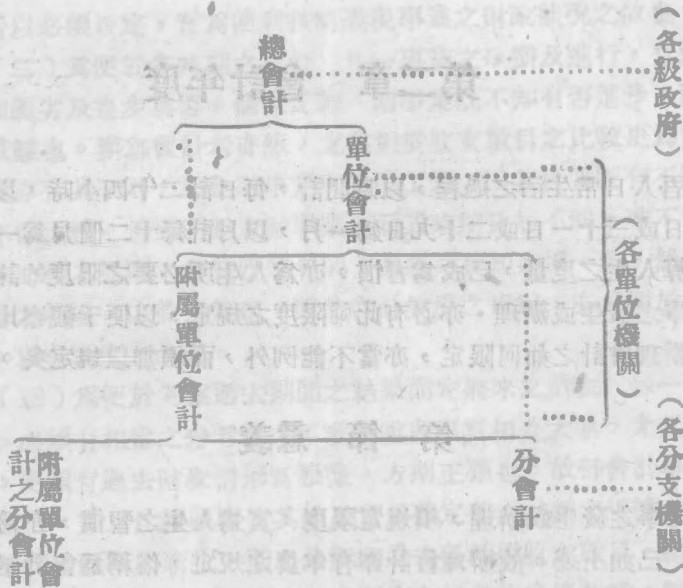 （各級政府）
總會計
（各單位機關）
單位會計
附屬單位會計
（各分支機關）
分會計
附屬單位會
計之分會計